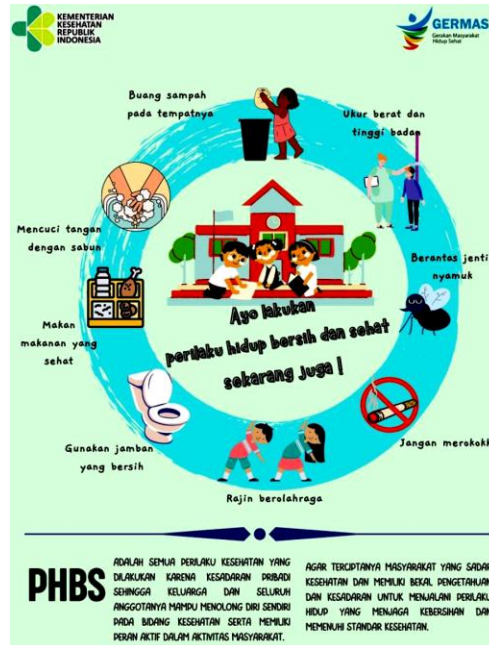 KEMENTERIAN
KESEHATAN
REPUBLIK
INDONESIA
GERMAS
Gerakan Masyarakat
Hidup Sehat
Buang sampah
pada tempatnya
Ukur berat dan
tinggi badan
Mencuci tangan
dengan sabun
Berantas jenti
nyamuk
Makan
makanan yang
sehat
Ayo lakukan
perilaku hidup bersih dan sehat
sekarang Juga !
Gunakan jamban
yang bersih
Jangan merokokk
Rajin berolahraga
PHBS
ADALAH SEMUA PERILAKU KESEHATAN YANG
DILAKUKAN KARENA KESADARAN PRIBADI
SEHINGGA KELUARGA DAN SELURUH
ANGGOTANYA MAMPU MENOLONG DIRI SENDIRI
PADA BIDANG KESEHATAN SERTA MEMILIKI
PERAN AKTIF DALAM AKTIVITAS MASYARAKAT.
AGAR TERCIPTANYA MASYARAKAT YANG SADAR
KESEHATAN DAN MEMILIKI BEKAL PENGETAHUAN
DAN KESADARAN UNTUK MENJALANI PERILAKU
HIDUP YANG MENJAGA KEBERSIHAN DAN
MEMENUHI STANDAR KESEHATAN.